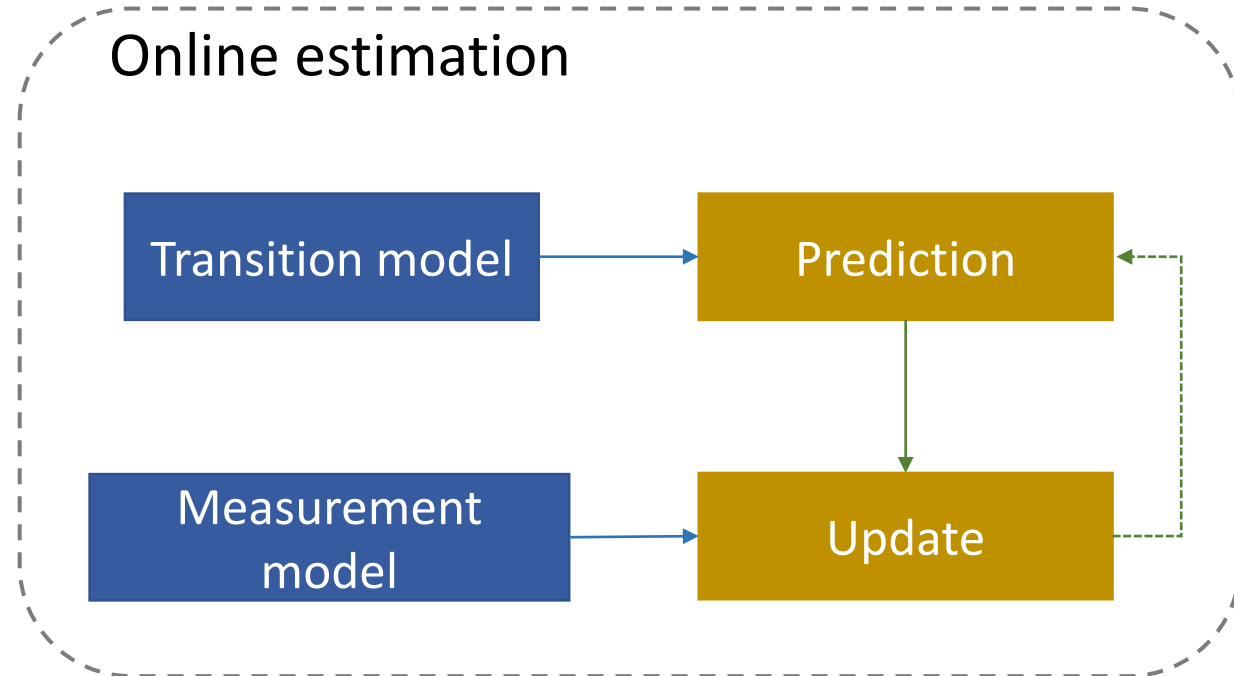 Online estimation
Transition model
Prediction
Measurement
model
Update